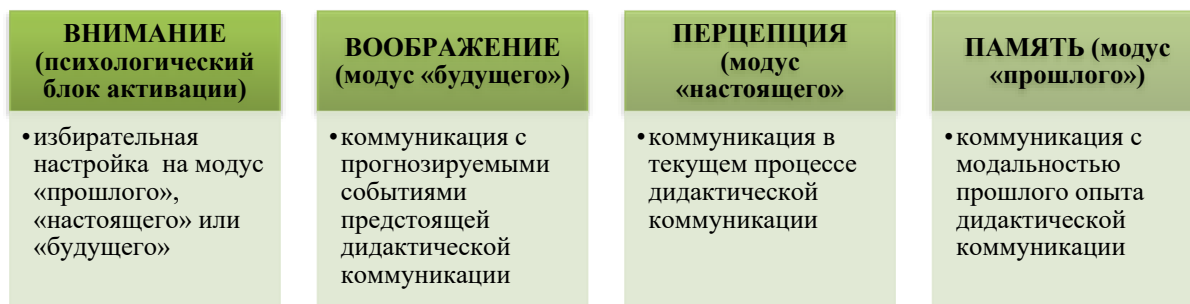 ВНИМАНИЕ
(психологический
блок активации)
•избирательная
настройка на модус
«прошлого»,
«настоящего» или
«будущего»
ВООБРАЖЕНИЕ
(модус «будущего»)
•коммуникация с
прогнозируемыми
событиями
предстоящей
дидактической
коммуникации
ПЕРЦЕПЦИЯ
(модус
«настоящего»
•коммуникация в
текущем процессе
дидактической
коммуникации
ПАМЯТЬ (модус
«прошлого»)
•коммуникация с
модальностью
прошлого опыта
дидактической
коммуникации